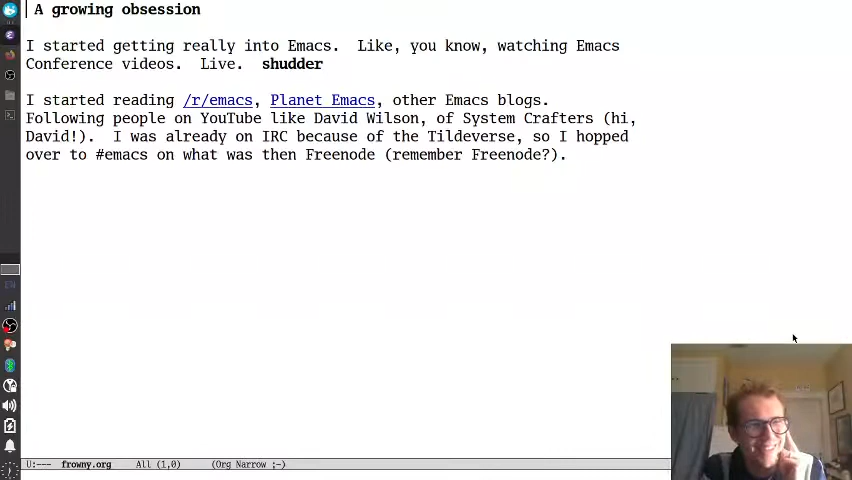 A growing obsession
I started getting really into Emacs.  Like, you know, watching Emacs
Conference videos.  Live.  shudder
I started reading /r/emacs, Planet Emacs, other Emacs blogs.
Following people on YouTube like David Wilson, of System Crafters (hi,
David!).  I was already on IRC because of the Tildeverse, so I hopped
over to #emacs on what was then Freenode (remember Freenode?).
U:---  frowny.org  All (1,0)  (Org Narrow ;-)